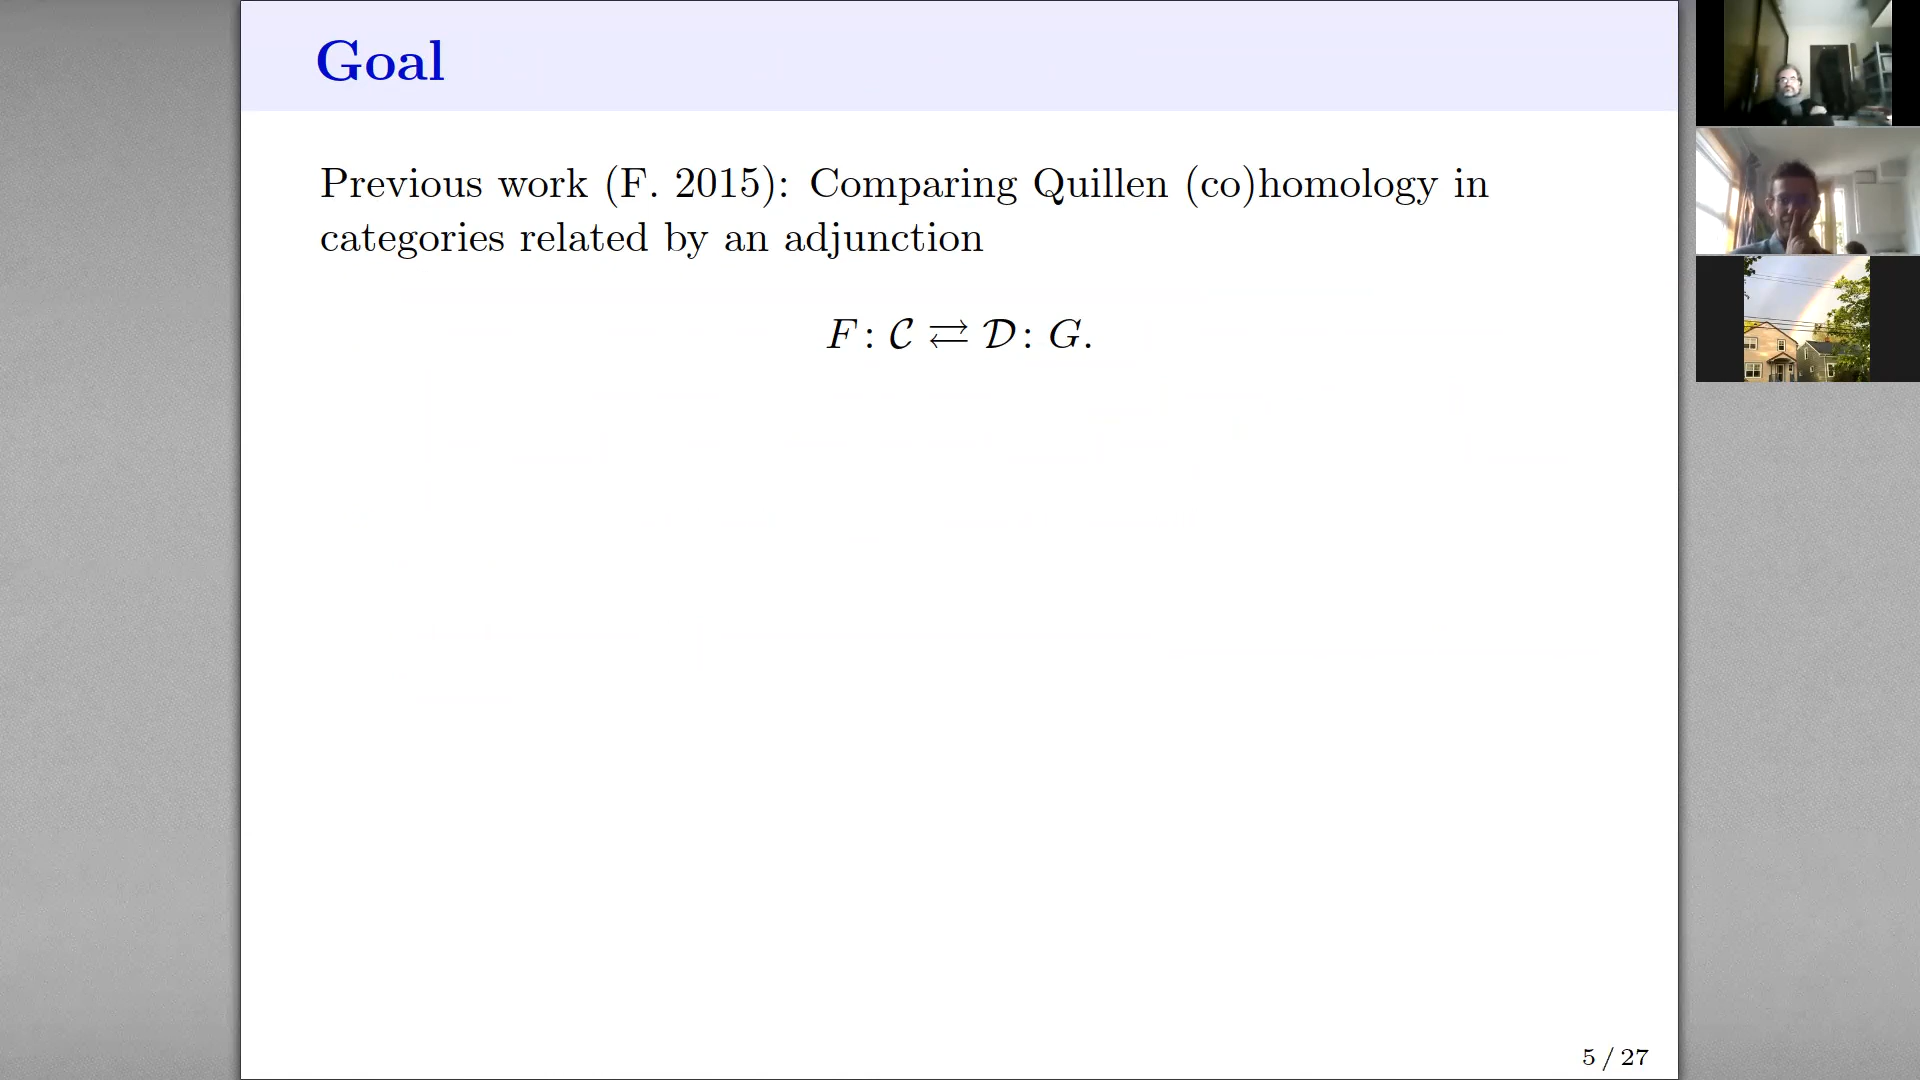 Goal
Previous work (F. 2015): Comparing Quillen (co)homology in
categories related by an adjunction
F: 𝒞 ⇄ 𝒟: G.
5 / 27